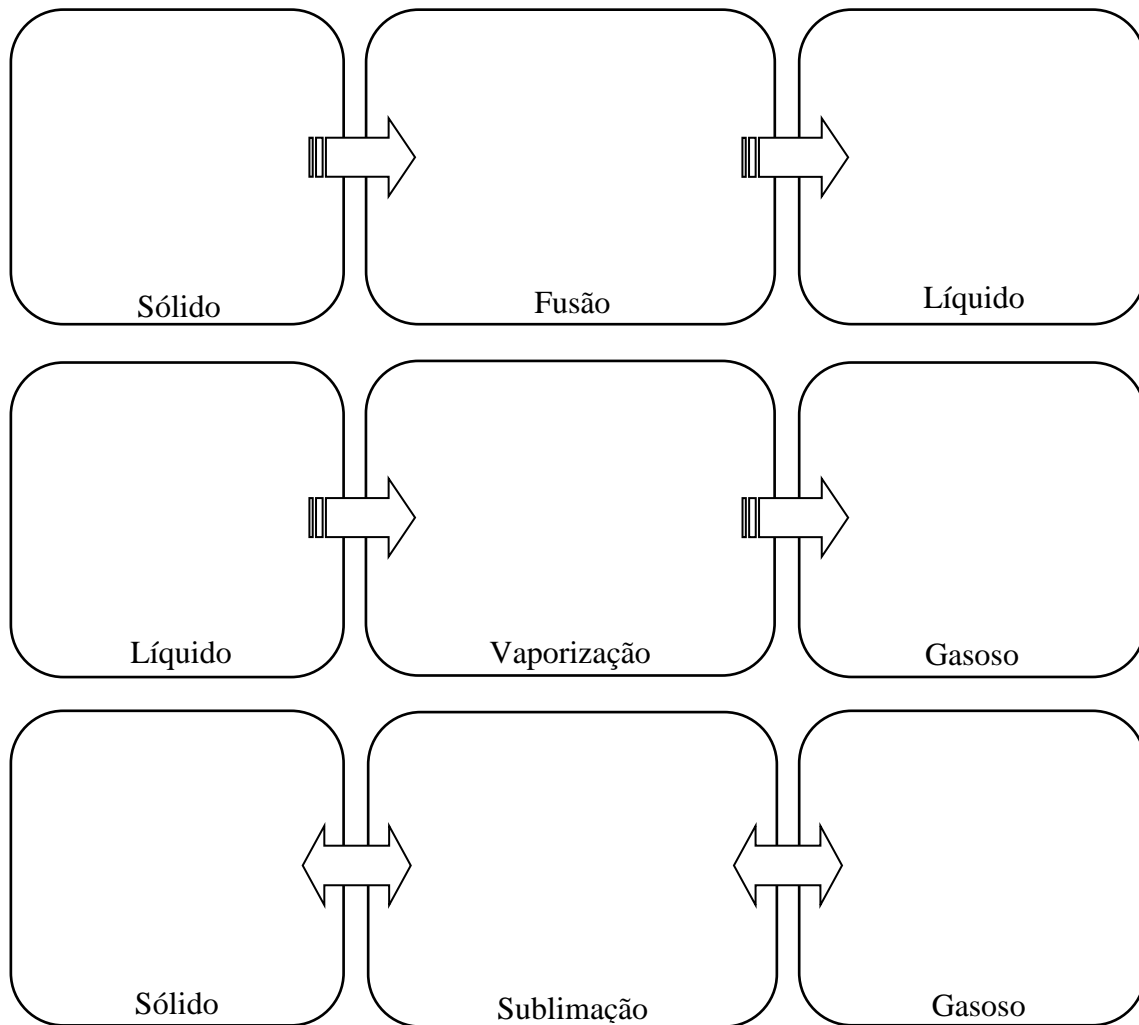 Sólido
Fusão
Líquido
Líquido
Vaporização
Gasoso
Sólido
Sublimação
Gasoso